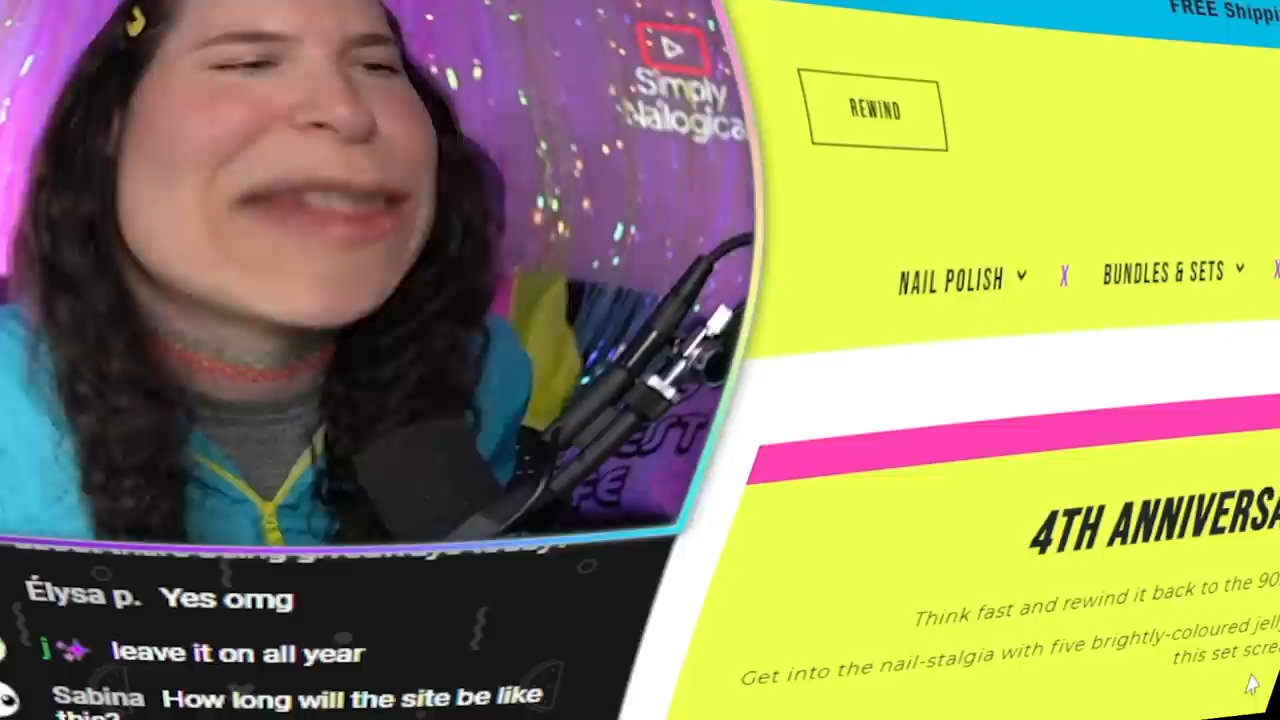 Simply
Nailogica
FREE Shippi
REWIND
NAIL POLISH
X
BUNDLES & SETS
X
4TH ANNIVERSA
Think fast and rewind it back to the 90
Get into the nail-stalgia with five brightly-coloured jell
this set scre
Élysa p. Yes omg
j leave it on all year
Sabina How long will the site be like
this?